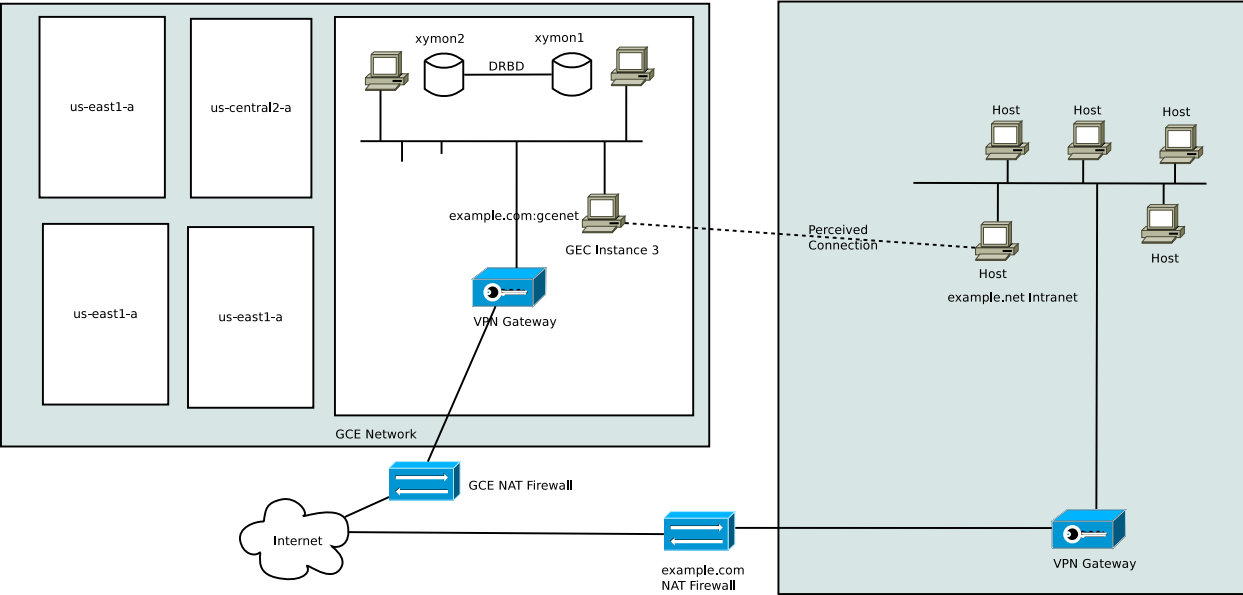 xymon2
xymon1
DRBD
us-east1-a
us-central2-a
example.com:gcenet
GEC Instance 3
us-east1-a
us-east1-a
VPN Gateway
GCE Network
GCE NAT Firewall
Internet
example.com
NAT Firewall
Host
Host
Host
Perceived
Connection
Host
Host
example.net Intranet
VPN Gateway